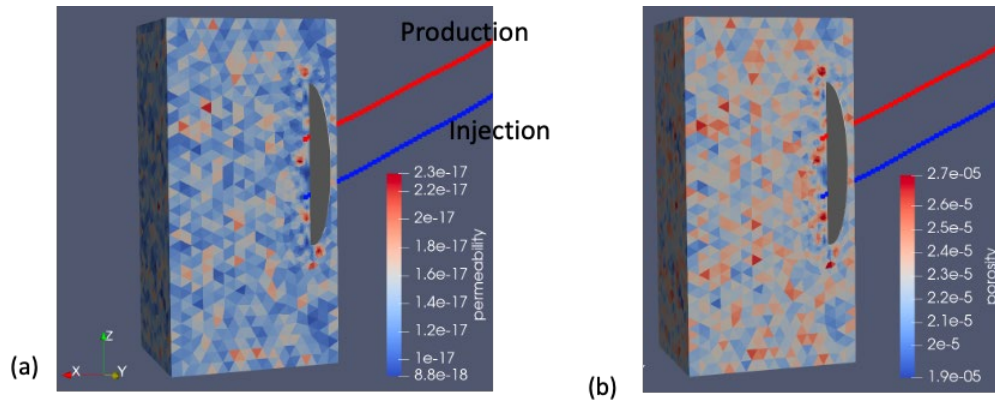 Production
Injection
2.3e-17
2.2e-17
2e-17
1.8e-17
1.6e-17
1.4e-17
1.2e-17
1e-17
8.8e-18
permeability
Z
X
Y
(a)
2.7e-05
2.6e-5
2.5e-5
2.4e-5
2.3e-5
2.2e-5
2.1e-5
2e-5
1.9e-05
porosity
(b)